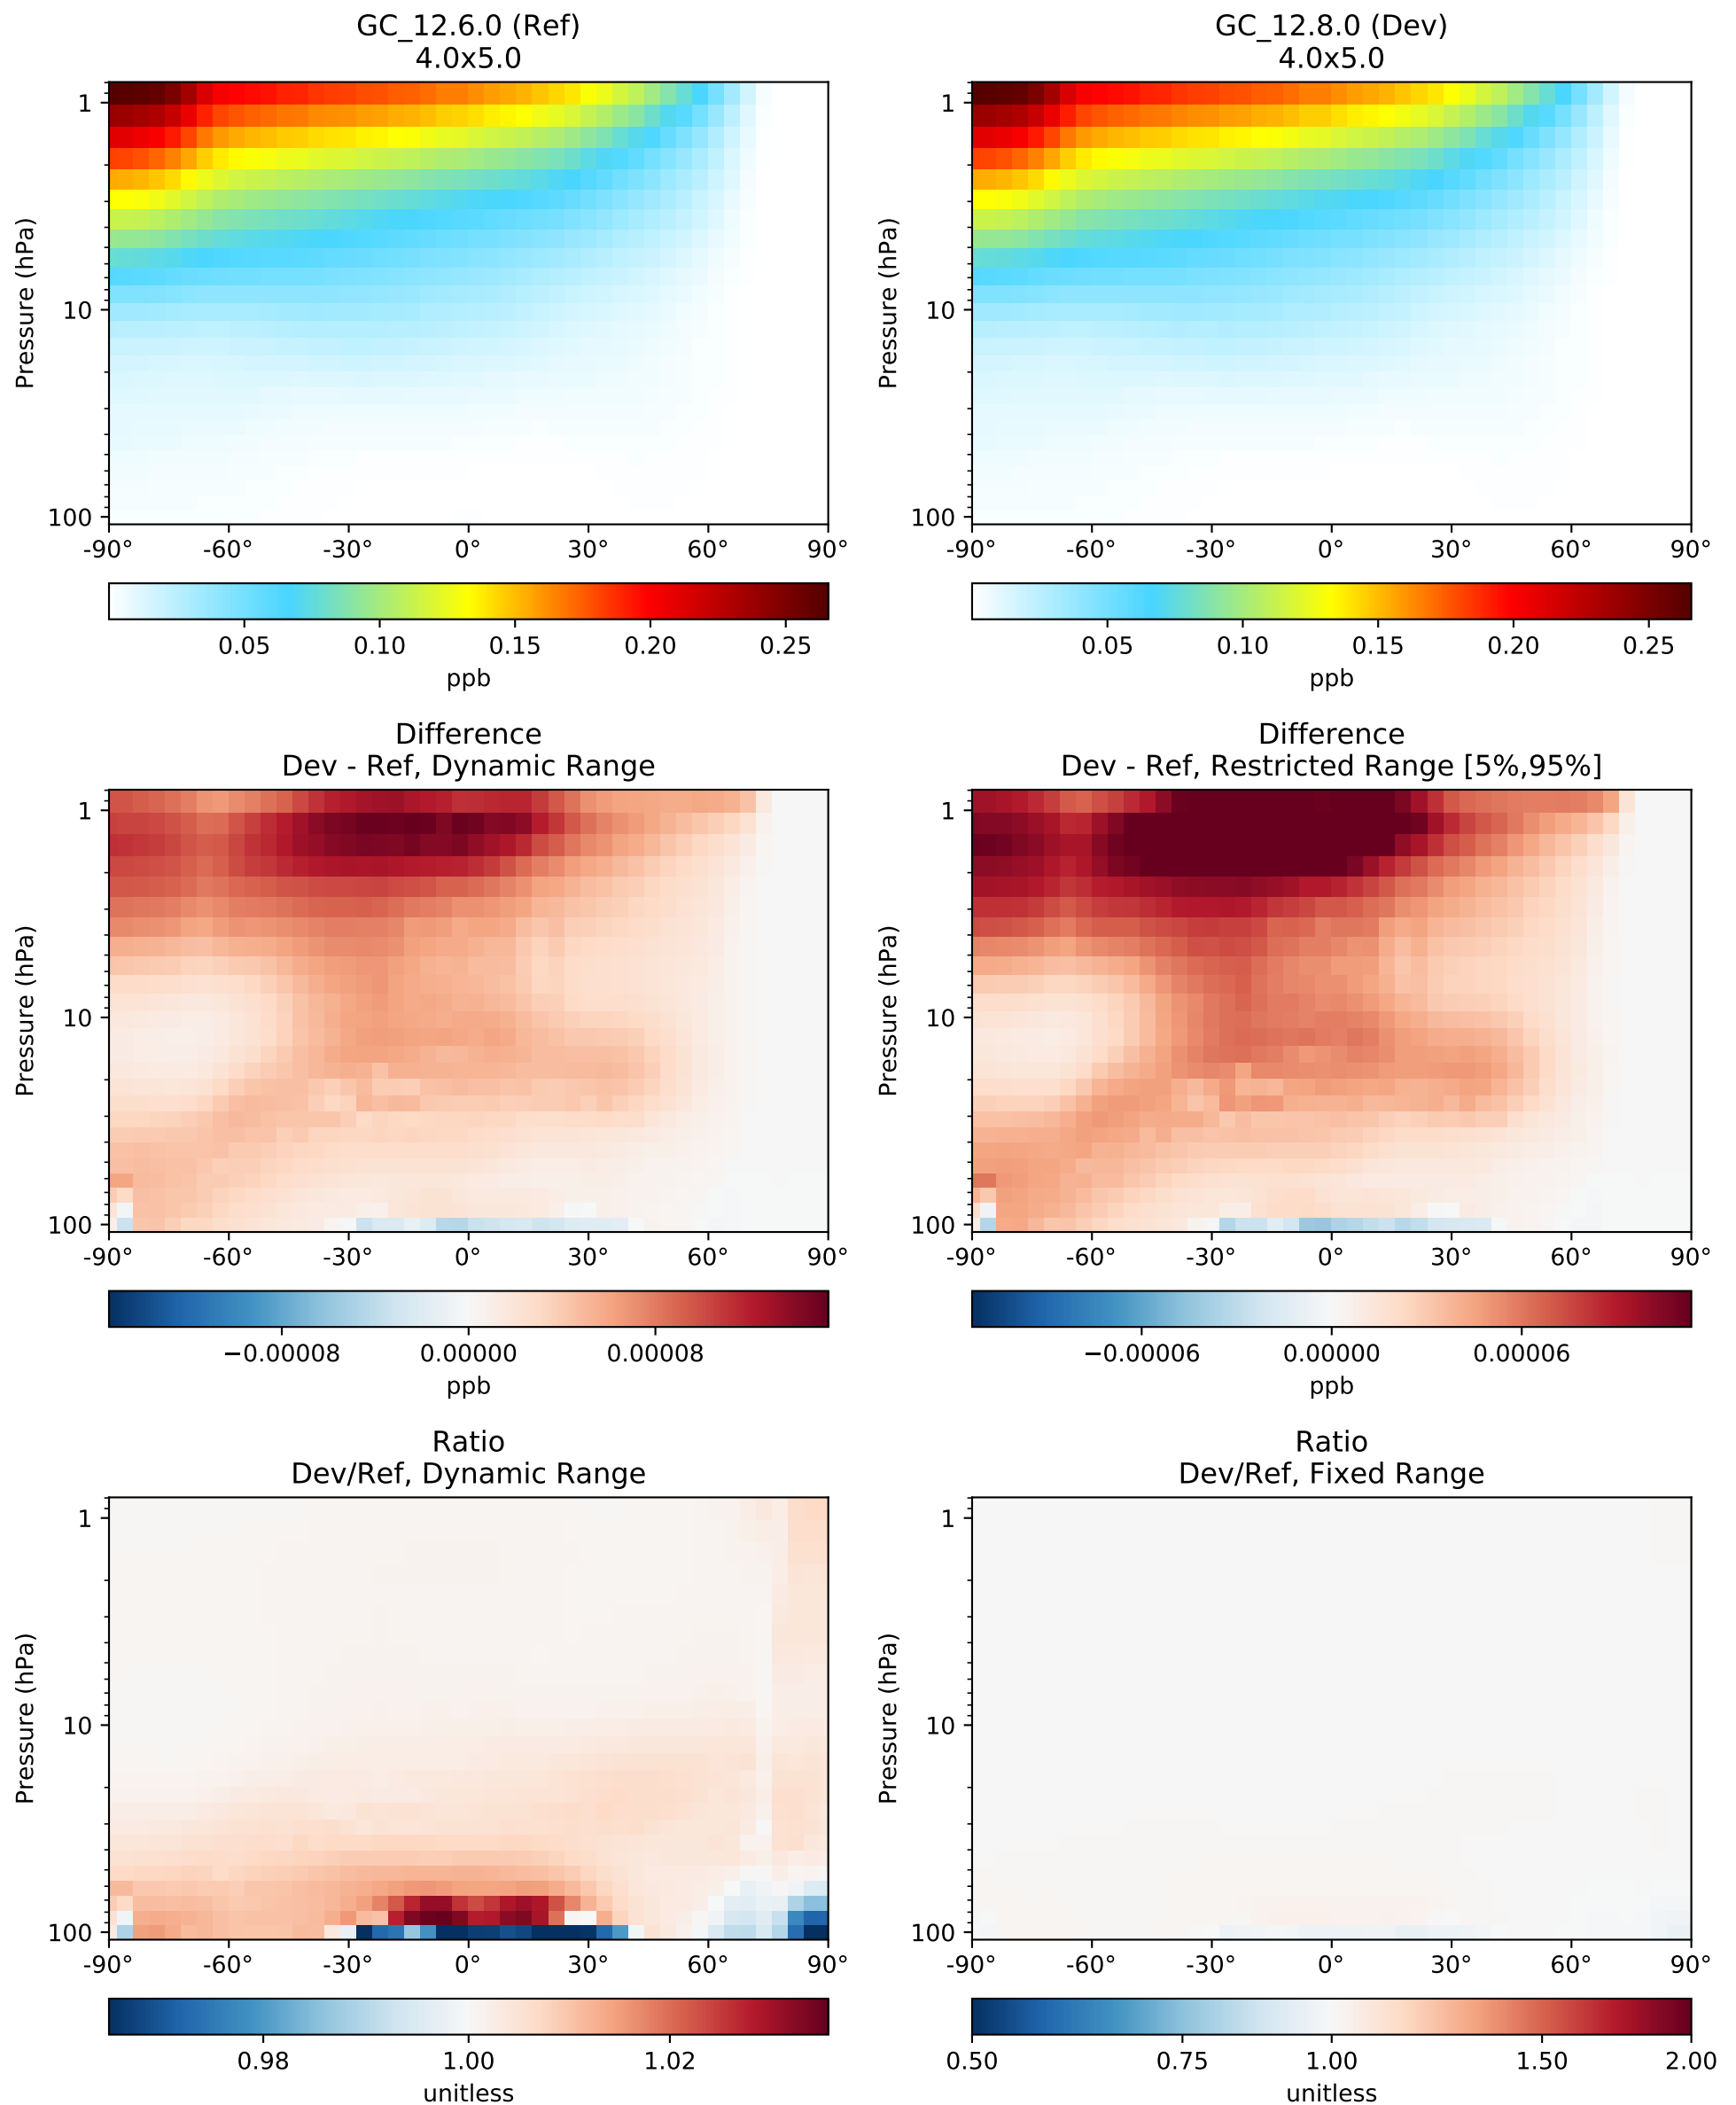 GC_12.6.0 (Ref)
4.0x5.0
Pressure (hPa)
1
10
100
-90° -60° -30° 0° 30° 60° 90°
0.05 0.10 0.15 0.20 0.25
ppb
GC_12.8.0 (Dev)
4.0x5.0
Pressure (hPa)
1
10
100
-90° -60° -30° 0° 30° 60° 90°
0.05 0.10 0.15 0.20 0.25
ppb
Difference
Dev - Ref, Dynamic Range
Pressure (hPa)
1
10
100
-90° -60° -30° 0° 30° 60° 90°
−0.00008 0.00000 0.00008
ppb
Difference
Dev - Ref, Restricted Range [5%,95%]
Pressure (hPa)
1
10
100
-90° -60° -30° 0° 30° 60° 90°
−0.00006 0.00000 0.00006
ppb
Ratio
Dev/Ref, Dynamic Range
Pressure (hPa)
1
10
100
-90° -60° -30° 0° 30° 60° 90°
0.98 1.00 1.02
unitless
Ratio
Dev/Ref, Fixed Range
Pressure (hPa)
1
10
100
-90° -60° -30° 0° 30° 60° 90°
0.50 0.75 1.00 1.50 2.00
unitless